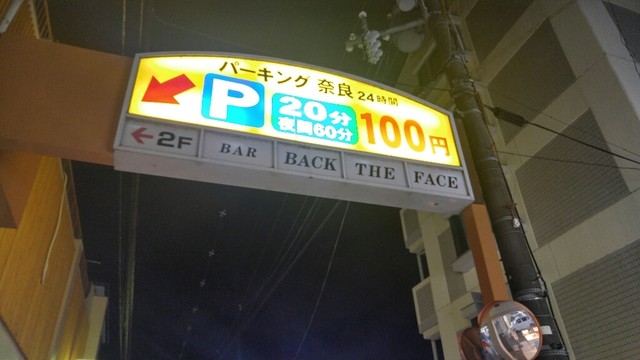 パーキング 奈良 24時間
P 20分 100円
夜間60分
←2F BAR BACK THE FACE